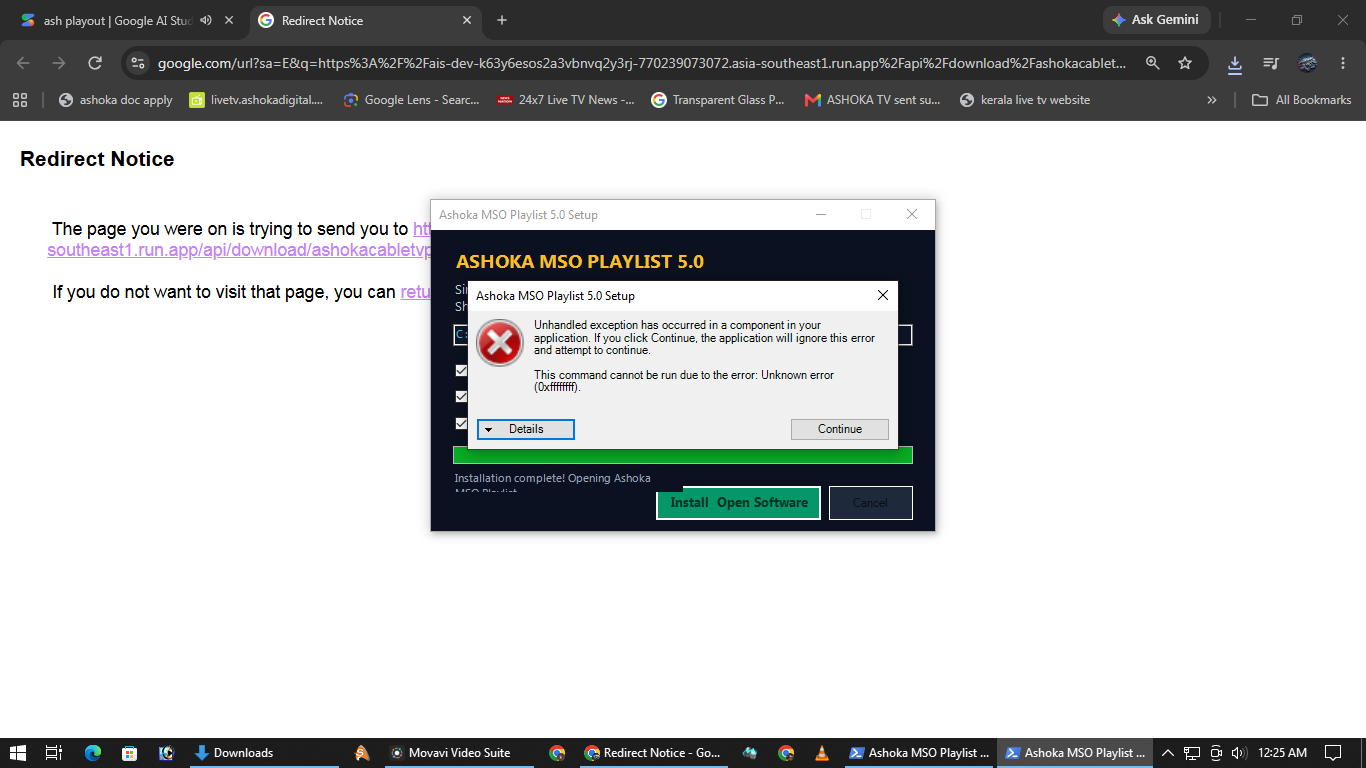 ash playout | Google AI Stud
Redirect Notice
Ask Gemini
google.com/url?sa=E&q=https%3A%2F%2Fais-dev-k63y6esos2a3vbnvq2y3rj-770239073072.asia-southeast1.run.app%2Fapi%2Fdownload%2Fashokacablet...
ashoka doc apply
livetv.ashokadigital....
Google Lens - Searc...
24x7 Live TV News -...
Transparent Glass P...
ASHOKA TV sent su...
kerala live tv website
»
All Bookmarks
Redirect Notice
The page you were on is trying to send you to
southeast1.run.app/api/download/ashokacabletvp
If you do not want to visit that page, you can retu
Ashoka MSO Playlist 5.0 Setup
ASHOKA MSO PLAYLIST 5.0
Ashoka MSO Playlist 5.0 Setup
Unhandled exception has occurred in a component in your
application. If you click Continue, the application will ignore this error
and attempt to continue.
This command cannot be run due to the error: Unknown error
(0xffffffff).
Details
Continue
Installation complete! Opening Ashoka
MSO Playlist
Install Open Software
Cancel
Downloads
Movavi Video Suite
Redirect Notice - Go...
Ashoka MSO Playlist ...
Ashoka MSO Playlist ...
12:25 AM